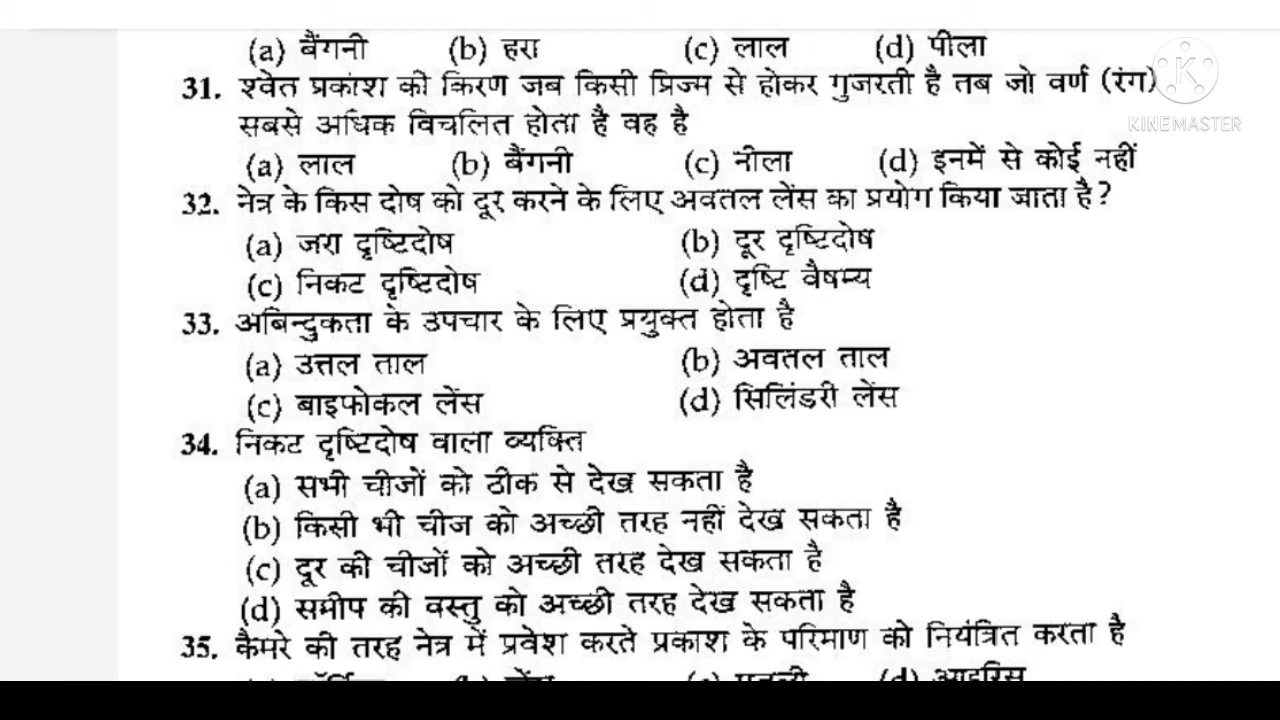 (a) बैंगनी (b) हरा (c) लाल (d) पीला
31. श्वेत प्रकाश की किरण जब किसी प्रिज्म से होकर गुजरती है तब जो वर्ण (रंग)
सबसे अधिक विचलित होता है वह है
(a) लाल (b) बैंगनी (c) नीला (d) इनमें से कोई नहीं
32. नेत्र के किस दोष को दूर करने के लिए अवतल लेंस का प्रयोग किया जाता है?
(a) जरा दृष्टिदोष (b) दूर दृष्टिदोष
(c) निकट दृष्टिदोष (d) दृष्टि वैषम्य
33. अबिन्दुकता के उपचार के लिए प्रयुक्त होता है
(a) उत्तल ताल (b) अवतल ताल
(c) बाइफोकल लेंस (d) सिलिंडरी लेंस
34. निकट दृष्टिदोष वाला व्यक्ति
(a) सभी चीजों को ठीक से देख सकता है
(b) किसी भी चीज को अच्छी तरह नहीं देख सकता है
(c) दूर की चीजों को अच्छी तरह देख सकता है
(d) समीप की वस्तु को अच्छी तरह देख सकता है
35. कैमरे की तरह नेत्र में प्रवेश करते प्रकाश के परिमाण को नियंत्रित करता है
(d) आइरिस
K
KINEMASTER